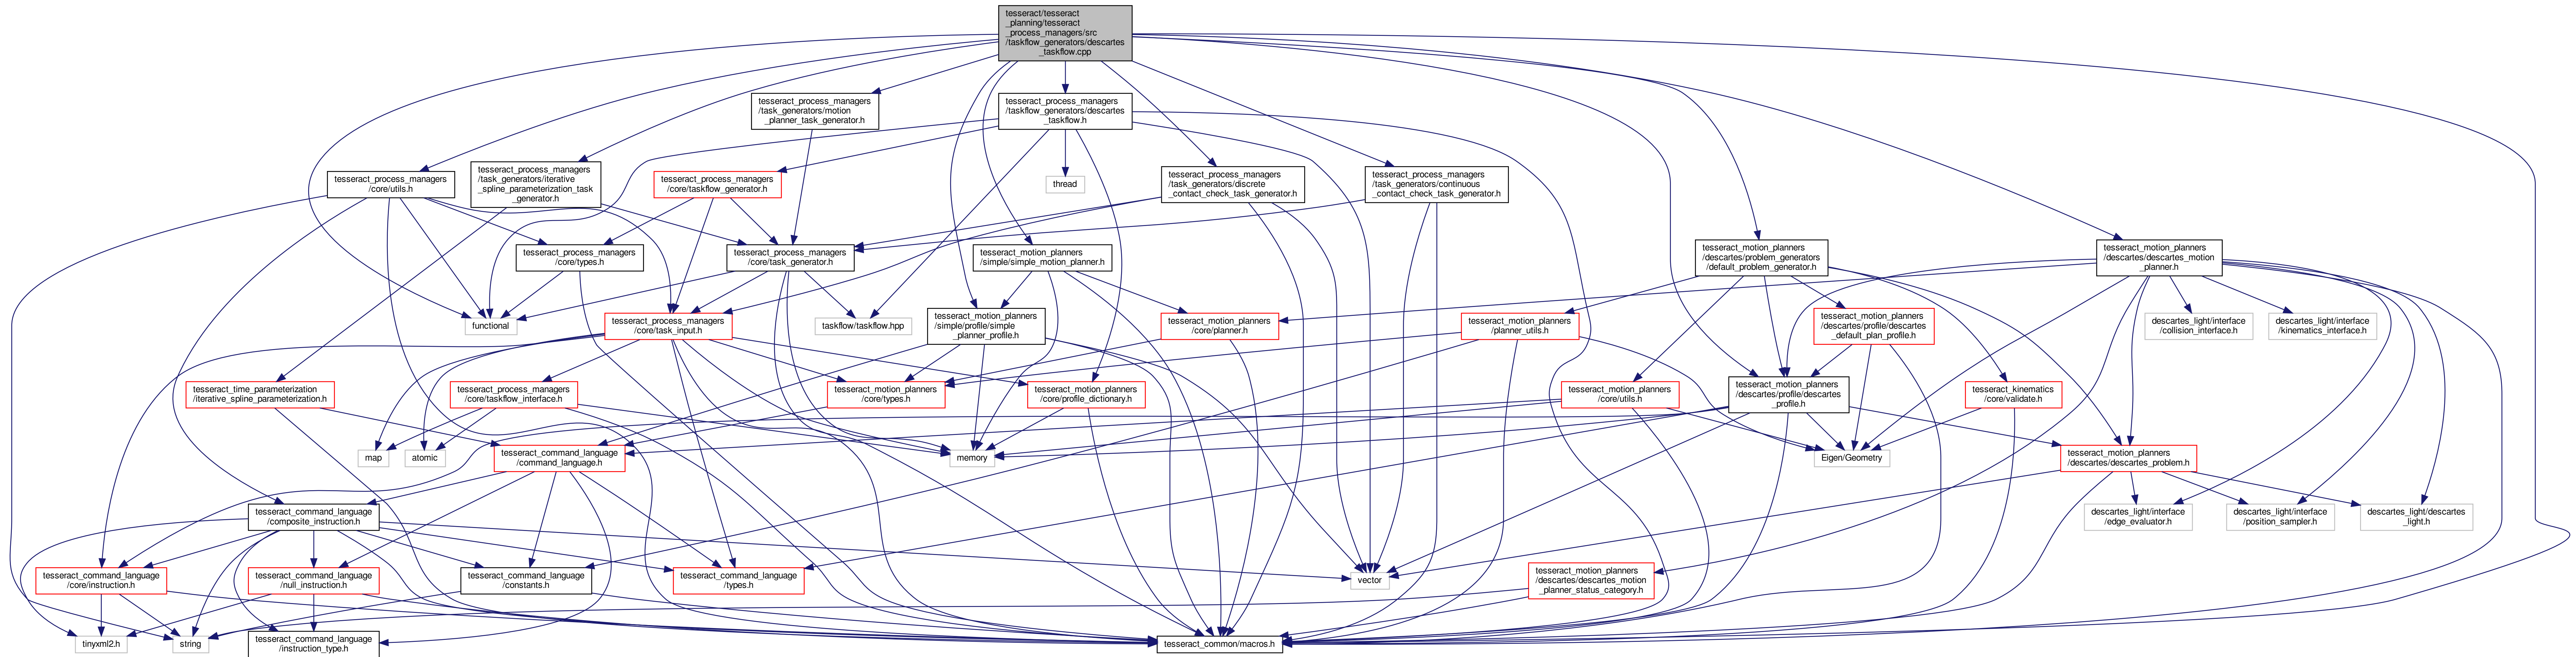 tesseract/tesseract
_planning/tesseract
_process_managers/src
/taskflow_generators/descartes
_taskflow.cpp
tesseract_process_managers
/task_generators/motion
_planner_task_generator.h
tesseract_process_managers
/taskflow_generators/descartes
_taskflow.h
tesseract_process_managers
/core/utils.h
tesseract_process_managers
/task_generators/iterative
_spline_parameterization_task
_generator.h
tesseract_process_managers
/core/taskflow_generator.h
thread
tesseract_process_managers
/task_generators/discrete
_contact_check_task_generator.h
tesseract_process_managers
/task_generators/continuous
_contact_check_task_generator.h
tesseract_process_managers
/core/types.h
tesseract_process_managers
/core/task_generator.h
tesseract_motion_planners
/simple/simple_motion_planner.h
tesseract_motion_planners
/descartes/problem_generators
/default_problem_generator.h
tesseract_motion_planners
/descartes/descartes_motion
_planner.h
functional
tesseract_process_managers
/core/task_input.h
taskflow/taskflow.hpp
tesseract_motion_planners
/simple/profile/simple
_planner_profile.h
tesseract_motion_planners
/core/planner.h
tesseract_motion_planners
/planner_utils.h
tesseract_motion_planners
/descartes/profile/descartes
_default_plan_profile.h
descartes_light/interface
/collision_interface.h
descartes_light/interface
/kinematics_interface.h
tesseract_time_parameterization
/iterative_spline_parameterization.h
tesseract_process_managers
/core/taskflow_interface.h
tesseract_motion_planners
/core/types.h
tesseract_motion_planners
/core/profile_dictionary.h
tesseract_motion_planners
/core/utils.h
tesseract_motion_planners
/descartes/profile/descartes
_profile.h
tesseract_kinematics
/core/validate.h
map
atomic
tesseract_command_language
/command_language.h
memory
Eigen/Geometry
tesseract_motion_planners
/descartes/descartes_problem.h
tesseract_command_language
/composite_instruction.h
descartes_light/interface
/edge_evaluator.h
descartes_light/interface
/position_sampler.h
descartes_light/descartes
_light.h
tesseract_command_language
/core/instruction.h
tesseract_command_language
/null_instruction.h
tesseract_command_language
/constants.h
tesseract_command_language
/types.h
vector
tesseract_motion_planners
/descartes/descartes_motion
_planner_status_category.h
tinyxml2.h
string
tesseract_command_language
/instruction_type.h
tesseract_common/macros.h